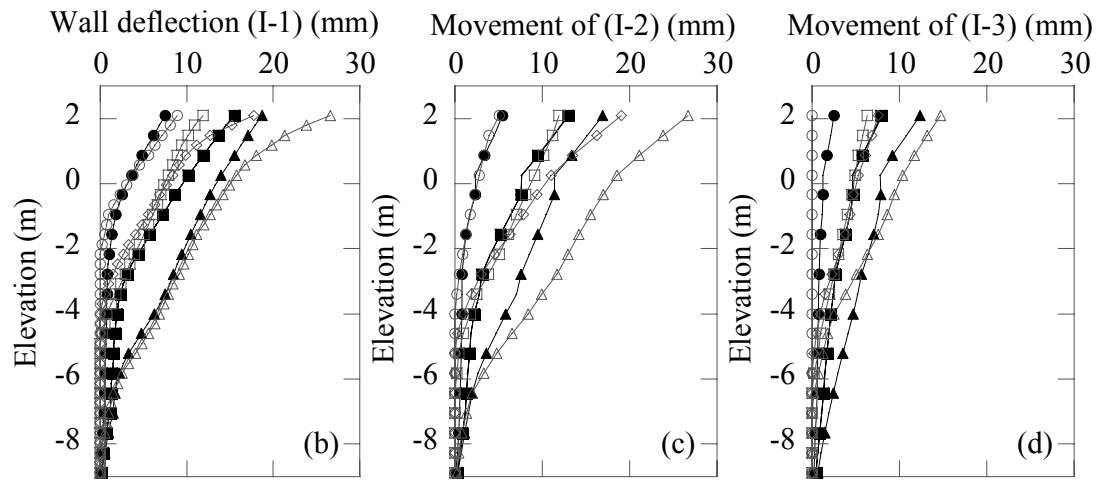 Wall deflection (I-1) (mm)
0 10 20 30
Elevation (m)
2
0
-2
-4
-6
-8
(b)
Movement of (I-2) (mm)
0 10 20 30
Elevation (m)
2
0
-2
-4
-6
-8
(c)
Movement of (I-3) (mm)
0 10 20 30
Elevation (m)
2
0
-2
-4
-6
-8
(d)